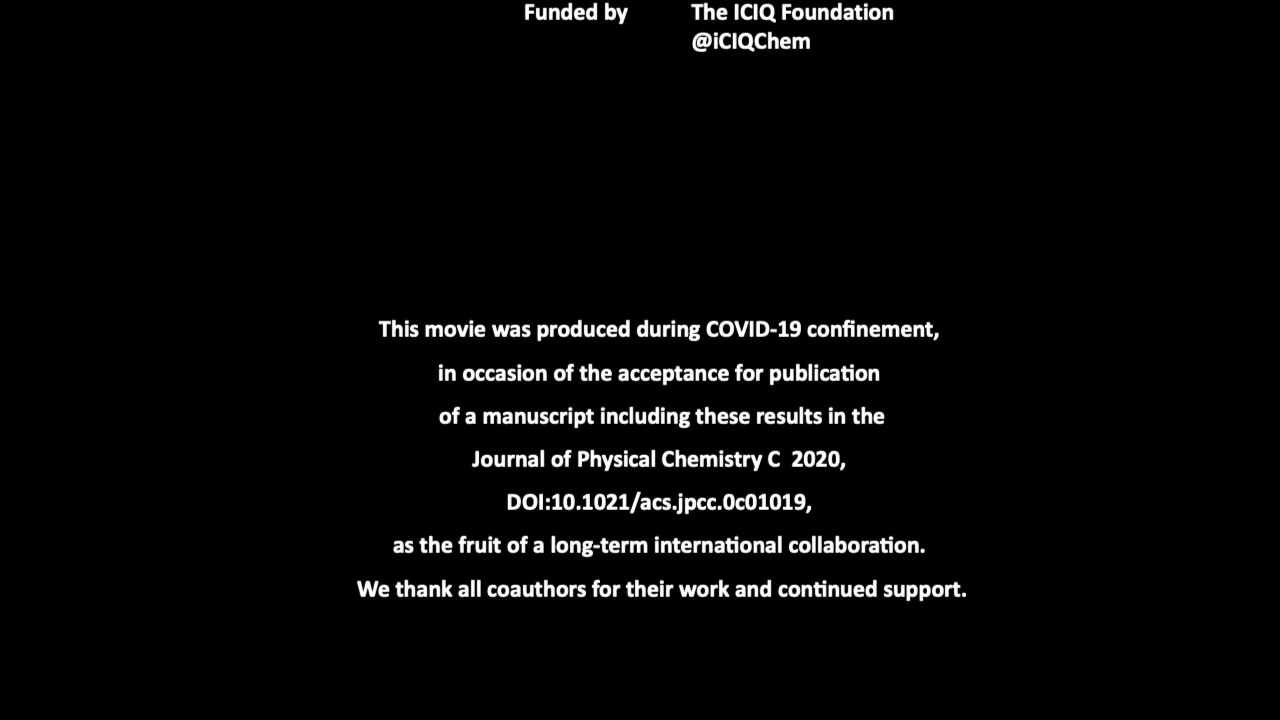 Funded by The ICIQ Foundation
@iCIQChem
This movie was produced during COVID-19 confinement,
in occasion of the acceptance for publication
of a manuscript including these results in the
Journal of Physical Chemistry C 2020,
DOI:10.1021/acs.jpcc.0c01019,
as the fruit of a long-term international collaboration.
We thank all coauthors for their work and continued support.